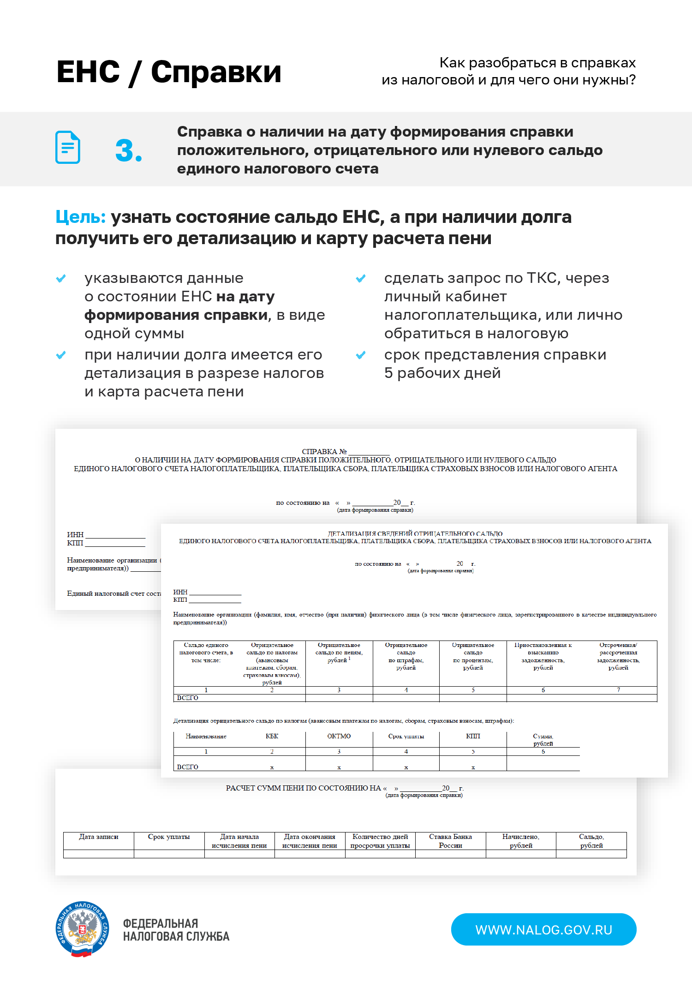 ЕНС / Справки
Как разобраться в справках
из налоговой и для чего они нужны?
3.
Справка о наличии на дату формирования справки
положительного, отрицательного или нулевого сальдо
единого налогового счета
Цель: узнать состояние сальдо ЕНС, а при наличии долга
получить его детализацию и карту расчета пени
указываются данные
о состоянии ЕНС на дату
формирования справки, в виде
одной суммы
при наличии долга имеется его
детализация в разрезе налогов
и карта расчета пени
сделать запрос по ТКС, через
личный кабинет
налогоплательщика, или лично
обратиться в налоговую
срок представления справки
5 рабочих дней
СПРАВКА № ___________
О НАЛИЧИИ НА ДАТУ ФОРМИРОВАНИЯ СПРАВКИ ПОЛОЖИТЕЛЬНОГО, ОТРИЦАТЕЛЬНОГО ИЛИ НУЛЕВОГО САЛЬДО
ЕДИНОГО НАЛОГОВОГО СЧЕТА НАЛОГОПЛАТЕЛЬЩИКА, ПЛАТЕЛЬЩИКА СБОРА, ПЛАТЕЛЬЩИКА СТРАХОВЫХ ВЗНОСОВ ИЛИ НАЛОГОВОГО АГЕНТА
по состоянию на « » ___________20__ г.
(дата формирования справки)
ИНН ________________
КПП ________________
Наименование организации (
предпринимателя)) ________
Единый налоговый счет соста
ДЕТАЛИЗАЦИЯ СВЕДЕНИЙ ОТРИЦАТЕЛЬНОГО САЛЬДО
ЕДИНОГО НАЛОГОВОГО СЧЕТА НАЛОГОПЛАТЕЛЬЩИКА, ПЛАТЕЛЬЩИКА СБОРА, ПЛАТЕЛЬЩИКА СТРАХОВЫХ ВЗНОСОВ ИЛИ НАЛОГОВОГО АГЕНТА
по состоянию на « » 20 г.
(дата формирования справки)
ИНН ________________
КПП ________________
Наименование организации (фамилия, имя, отчество (при наличии) физического лица (в том числе физического лица, зарегистрированного в качестве индивидуального
предпринимателя))
Сальдо единого налогового счета, в том числе: Отрицательное сальдо по налогам (авансовым платежам, сборам, страховым взносам), рублей Отрицательное сальдо по пеням, рублей 1 Отрицательное сальдо по штрафам, рублей Отрицательное сальдо по процентам, рублей Приостановленная к взысканию задолженность, рублей Отсроченная/ рассроченная задолженность, рублей
1 2 3 4 5 6 7
ВСЕГО
Детализация отрицательного сальдо по налогам (авансовым платежам по налогам, сборам, страховым взносам, штрафам):
Наименование КБК ОКТМО Срок уплаты КПП Сумма, рублей
1 2 3 4 5 6
ВСЕГО х х х х
РАСЧЕТ СУММ ПЕНИ ПО СОСТОЯНИЮ НА « » ___________20__ г.
(дата формирования справки)
Дата записи Срок уплаты Дата начала исчисления пени Дата окончания исчисления пени Количество дней просрочки уплаты Ставка Банка России Начислено, рублей Сальдо, рублей
ФЕДЕРАЛЬНАЯ НАЛОГОВАЯ СЛУЖБА
ФЕДЕРАЛЬНАЯ
НАЛОГОВАЯ СЛУЖБА
WWW.NALOG.GOV.RU